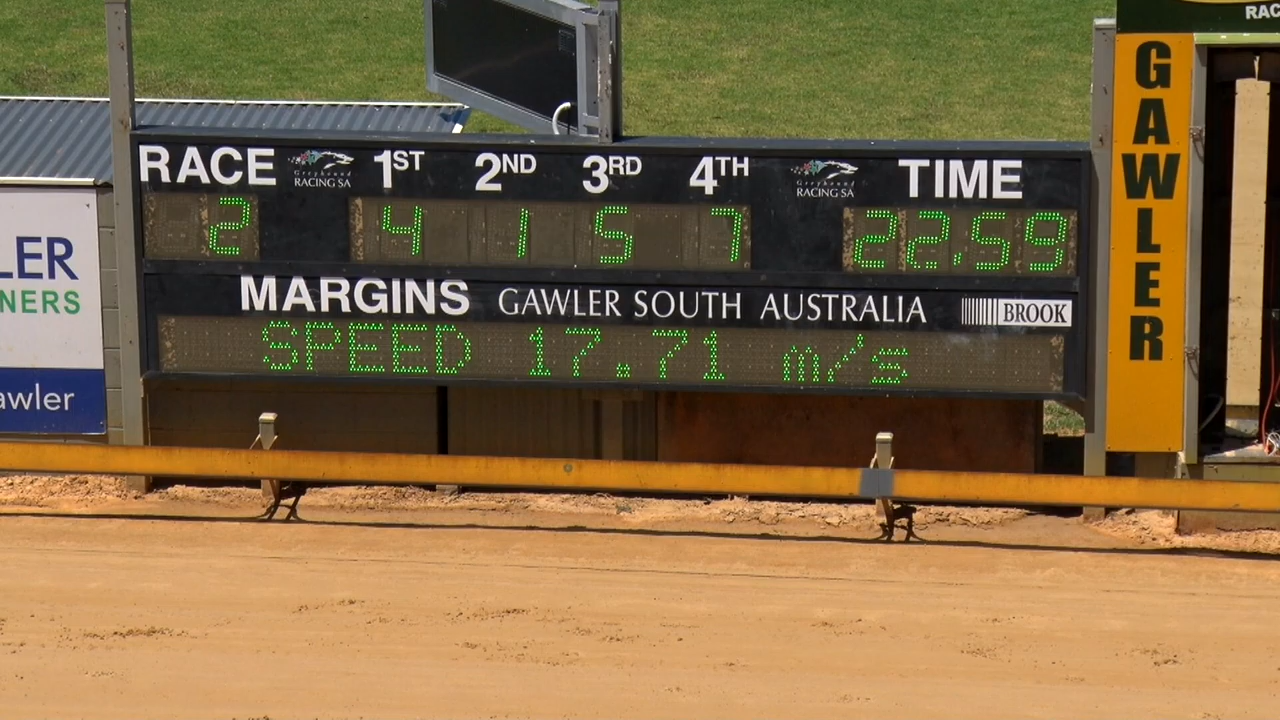 RAC
GAWLER
RACE
Greyhound
RACING SA
1ST 2ND 3RD 4TH
Greyhound
RACING SA
TIME
2 4 1 5 7 22.59
MARGINS GAWLER SOUTH AUSTRALIA BROOK
SPEED 17.71 m/s
LER
NERS
awler